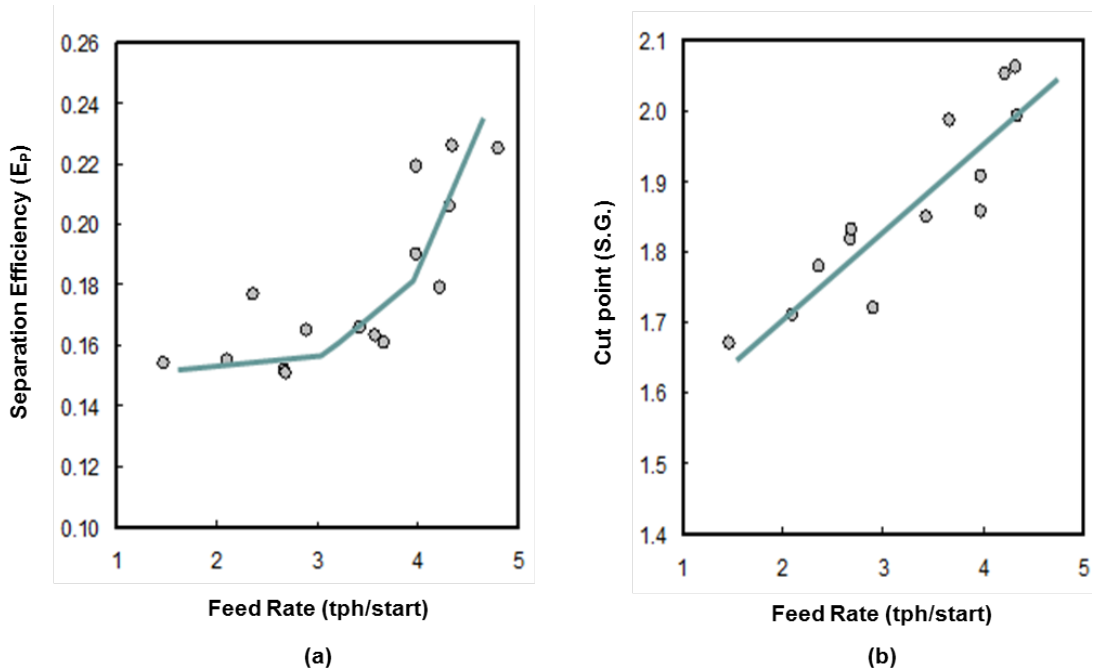 Separation Efficiency (EP)
0.26
0.24
0.22
0.20
0.18
0.16
0.14
0.12
0.10
1 2 3 4 5
Feed Rate (tph/start)
(a)
Cut point (S.G.)
2.1
2.0
1.9
1.8
1.7
1.6
1.5
1.4
1 2 3 4 5
Feed Rate (tph/start)
(b)